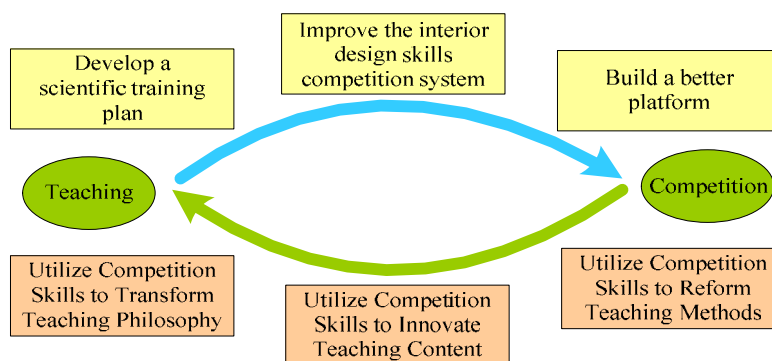 Develop a
scientific training
plan
Improve the interior
design skills
competition system
Build a better
platform
Teaching
Competition
Utilize Competition
Skills to Transform
Teaching Philosophy
Utilize Competition
Skills to Innovate
Teaching Content
Utilize Competition
Skills to Reform
Teaching Methods